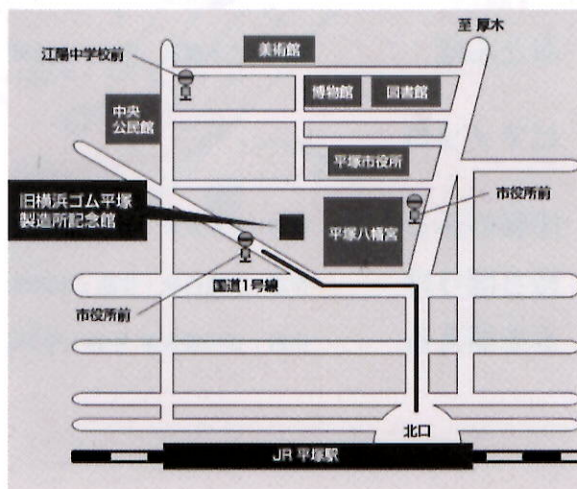 至 厚木
美術館
江陽中学校前
博物館
図書館
中央
公民館
平塚市役所
旧横浜ゴム平塚
製造所記念館
市役所前
平塚八幡宮
国道1号線
市役所前
北口
JR 平塚駅